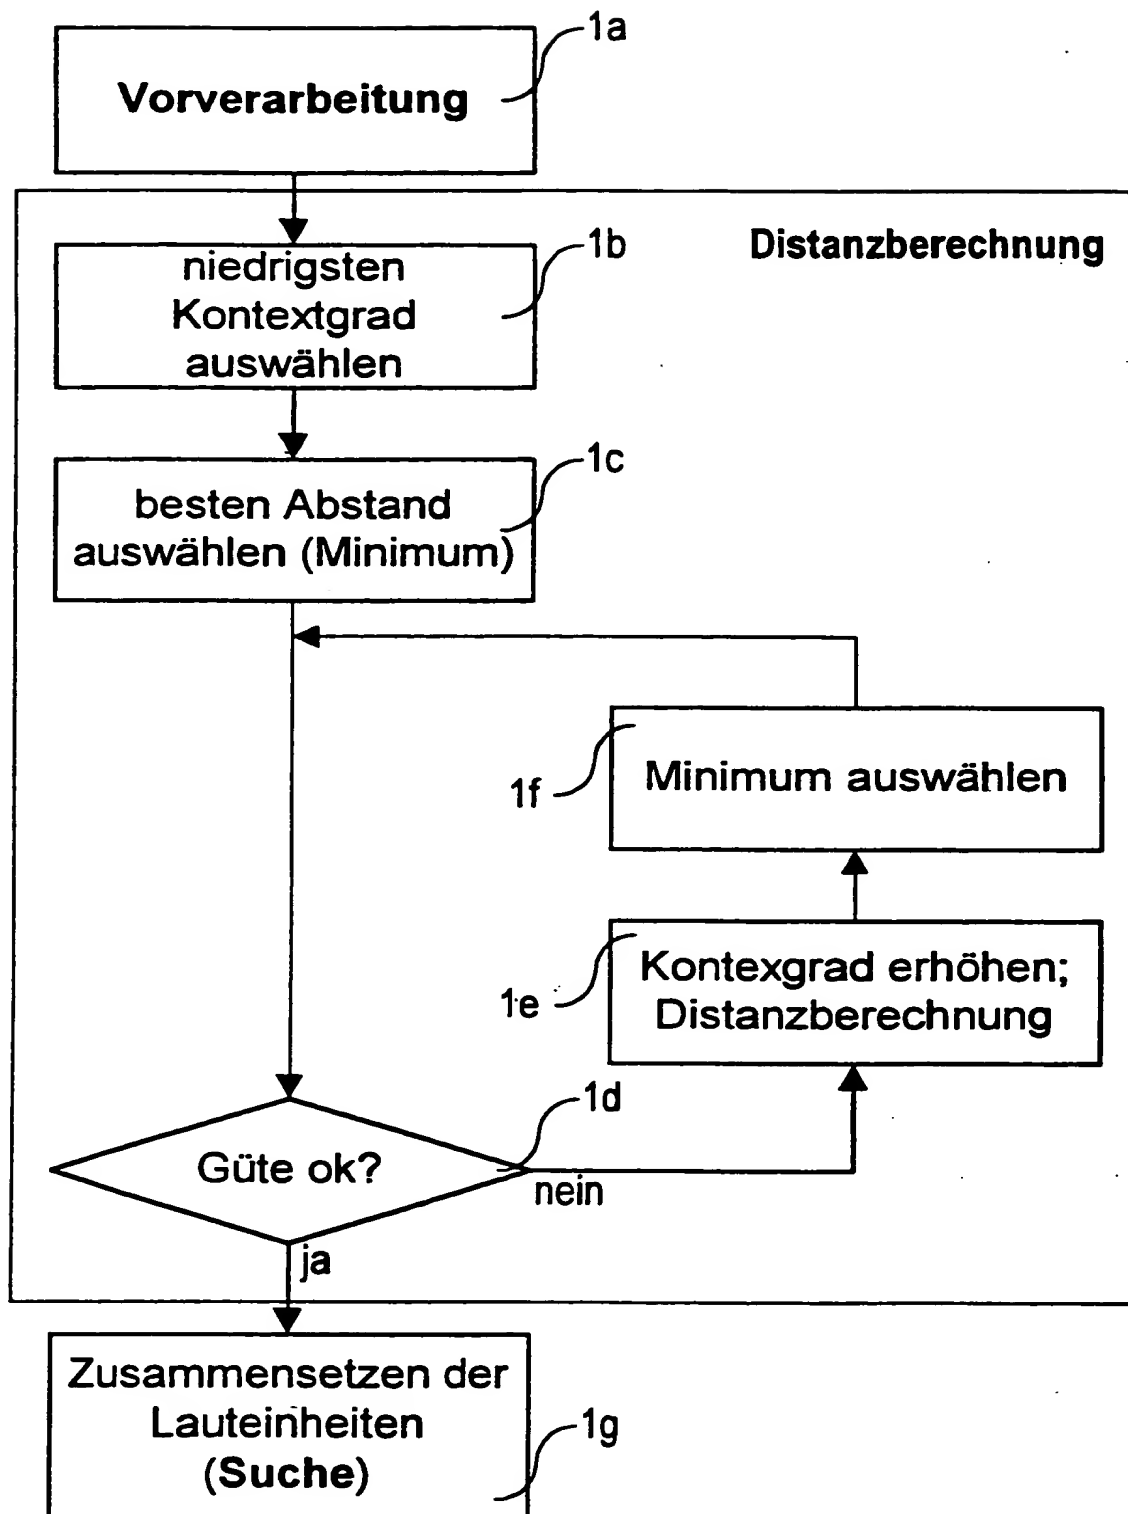 1a
Vorverarbeitung
Distanzberechnung
1b
niedrigsten
Kontextgrad
auswählen
1c
besten Abstand
auswählen (Minimum)
1f
Minimum auswählen
1e
Kontexgrad erhöhen;
Distanzberechnung
1d
Güte ok?
nein
ja
Zusammensetzen der
Lauteinheiten
(Suche)
1g